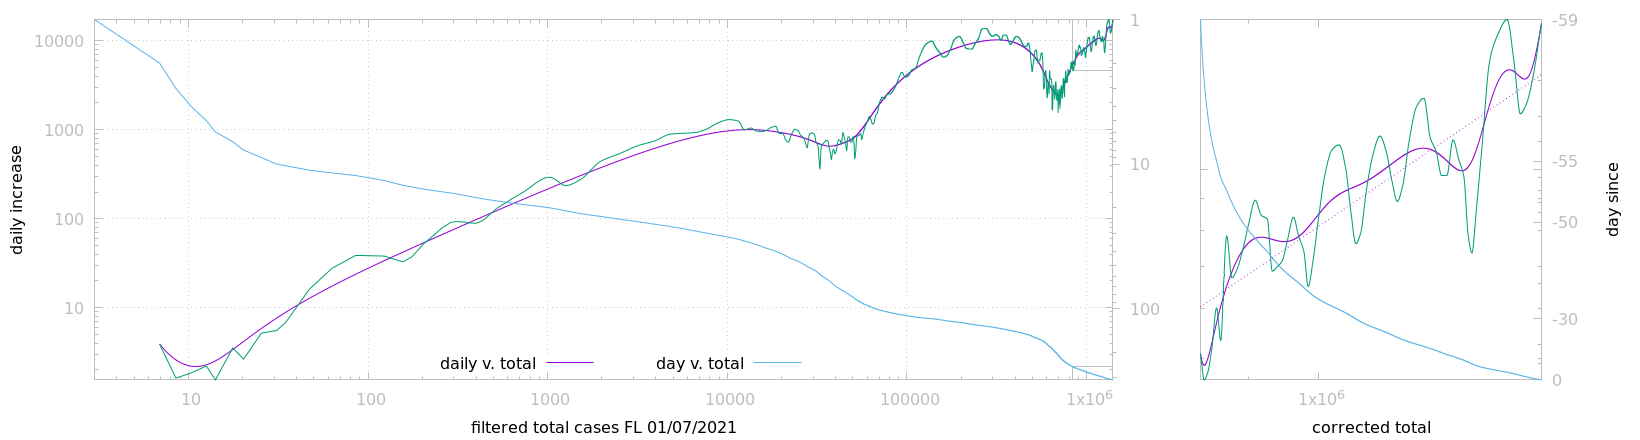 daily increase
10000
1000
100
10
10
100
1000
10000
100000
1x10^6
1
10
100
daily v. total
day v. total
filtered total cases FL 01/07/2021
-59
-55
-50
-30
0
day since
1x10^6
corrected total